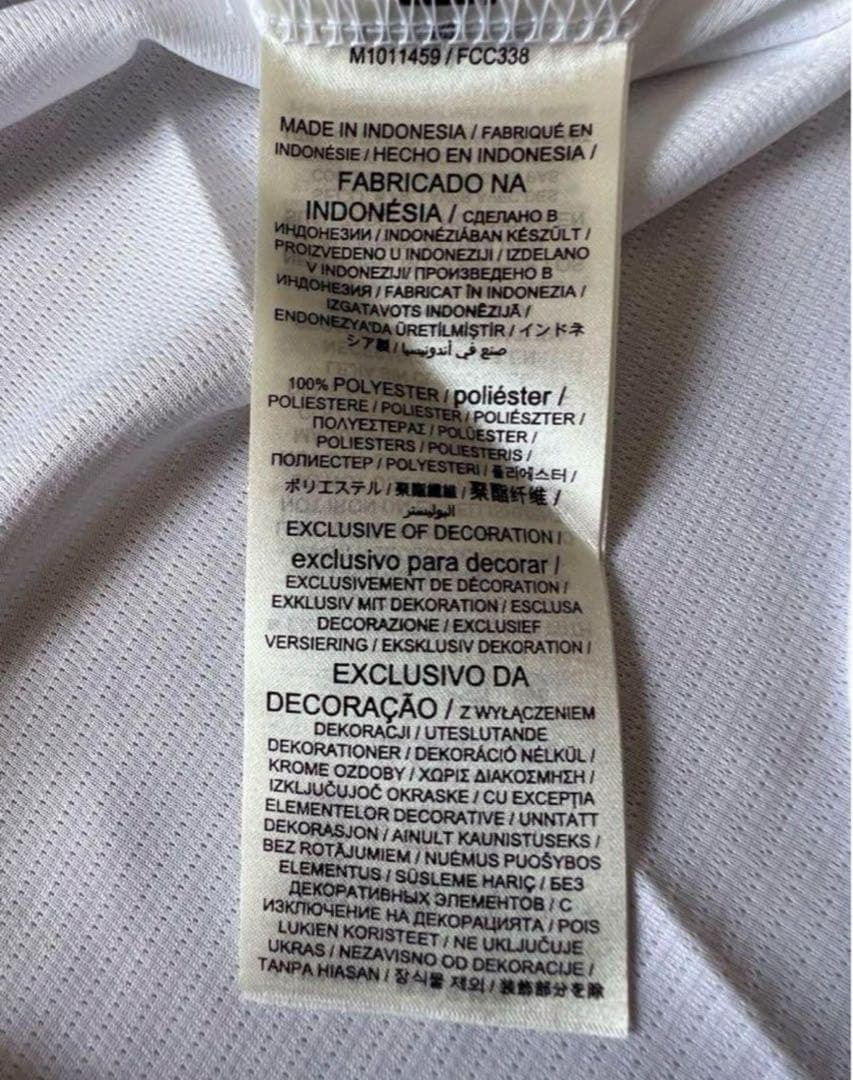 M1011459 / FCC338
MADE IN INDONESIA / FABRIQUÉ EN
INDONÉSIE / HECHO EN INDONESIA /
FABRICADO NA
INDONÉSIA / СДЕЛАНО В
ИНДОНЕЗИИ / INDONÉZIÁBAN KÉSZÜLT /
PROIZVEDENO U INDONEZIJI / IZDELANO
V INDONEZIJI/ ПРОИЗВЕДЕНО В
ИНДОНЕЗИЯ / FABRICAT ÎN INDONEZIA /
IZGATAVOTS INDONĒZIJĀ /
ENDONEZYA'DA ÜRETİLMİŞTİR / インドネ
シア製 / صنع في أندونيسيا
100% POLYESTER / poliéster /
POLIESTERE / POLIESTER / POLIÉSZTER /
ΠΟΛΥΕΣΤΕΡΑΣ / POLÜESTER /
POLIESTERS / POLIESTERIS /
ПОЛИЕСТЕР / POLYESTERI / 폴리에스터 /
ポリエステル / 聚酯纖維 / 聚酯纤维 /
البوليستر
EXCLUSIVE OF DECORATION /
exclusivo para decorar /
EXCLUSIVEMENT DE DÉCORATION /
EXKLUSIV MIT DEKORATION / ESCLUSA
DECORAZIONE / EXCLUSIEF
VERSIERING / EKSKLUSIV DEKORATION /
EXCLUSIVO DA
DECORAÇÃO / Z WYŁĄCZENIEM
DEKORACJI / UTESLUTANDE
DEKORATIONER / DEKORÁCIÓ NÉLKÜL /
KROME OZDOBY / ΧΩΡΙΣ ΔΙΑΚΟΣΜΗΣΗ /
IZKLJUČUJOČ OKRASKE / CU EXCEPŢIA
ELEMENTELOR DECORATIVE / UNNTATT
DEKORASJON / AINULT KAUNISTUSEKS /
BEZ ROTĀJUMIEM / NUĖMUS PUOŠYBOS
ELEMENTUS / SÜSLEME HARİÇ / БЕЗ
ДЕКОРАТИВНЫХ ЭЛЕМЕНТОВ / С
ИЗКЛЮЧЕНИЕ НА ДЕКОРАЦИЯТА / POIS
LUKIEN KORISTEET / NE UKLJUČUJE
UKRAS / NEZAVISNO OD DEKORACIJE /
TANPA HIASAN / 장식물 제외 / 装飾部分を除